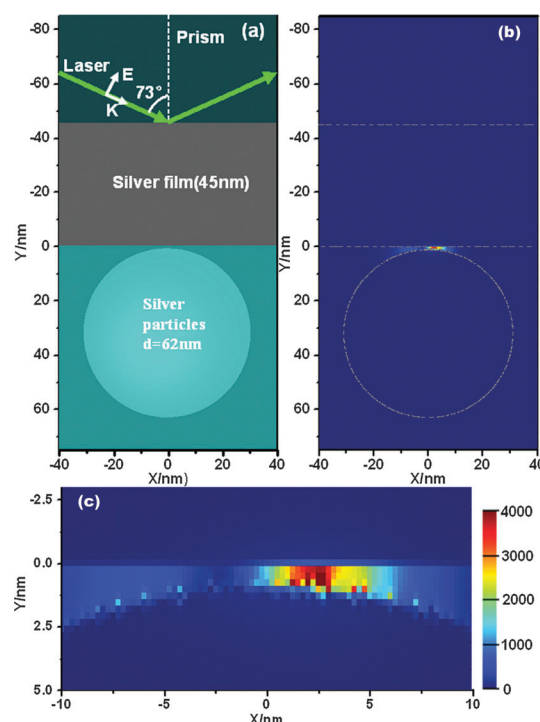 (a)
Prism
Laser
E
73°
K
Silver film(45nm)
Silver
particles
d=62nm
-80
-60
-40
-20
0
20
40
60
Y/nm
-40 -20 0 20 40
X/nm)
(b)
-80
-60
-40
-20
0
20
40
60
Y/nm
-40 -20 0 20 40
X/nm
(c)
-2.5
0.0
2.5
5.0
Y/nm
-10 -5 0 5 10
X/nm
4000
3000
2000
1000
0